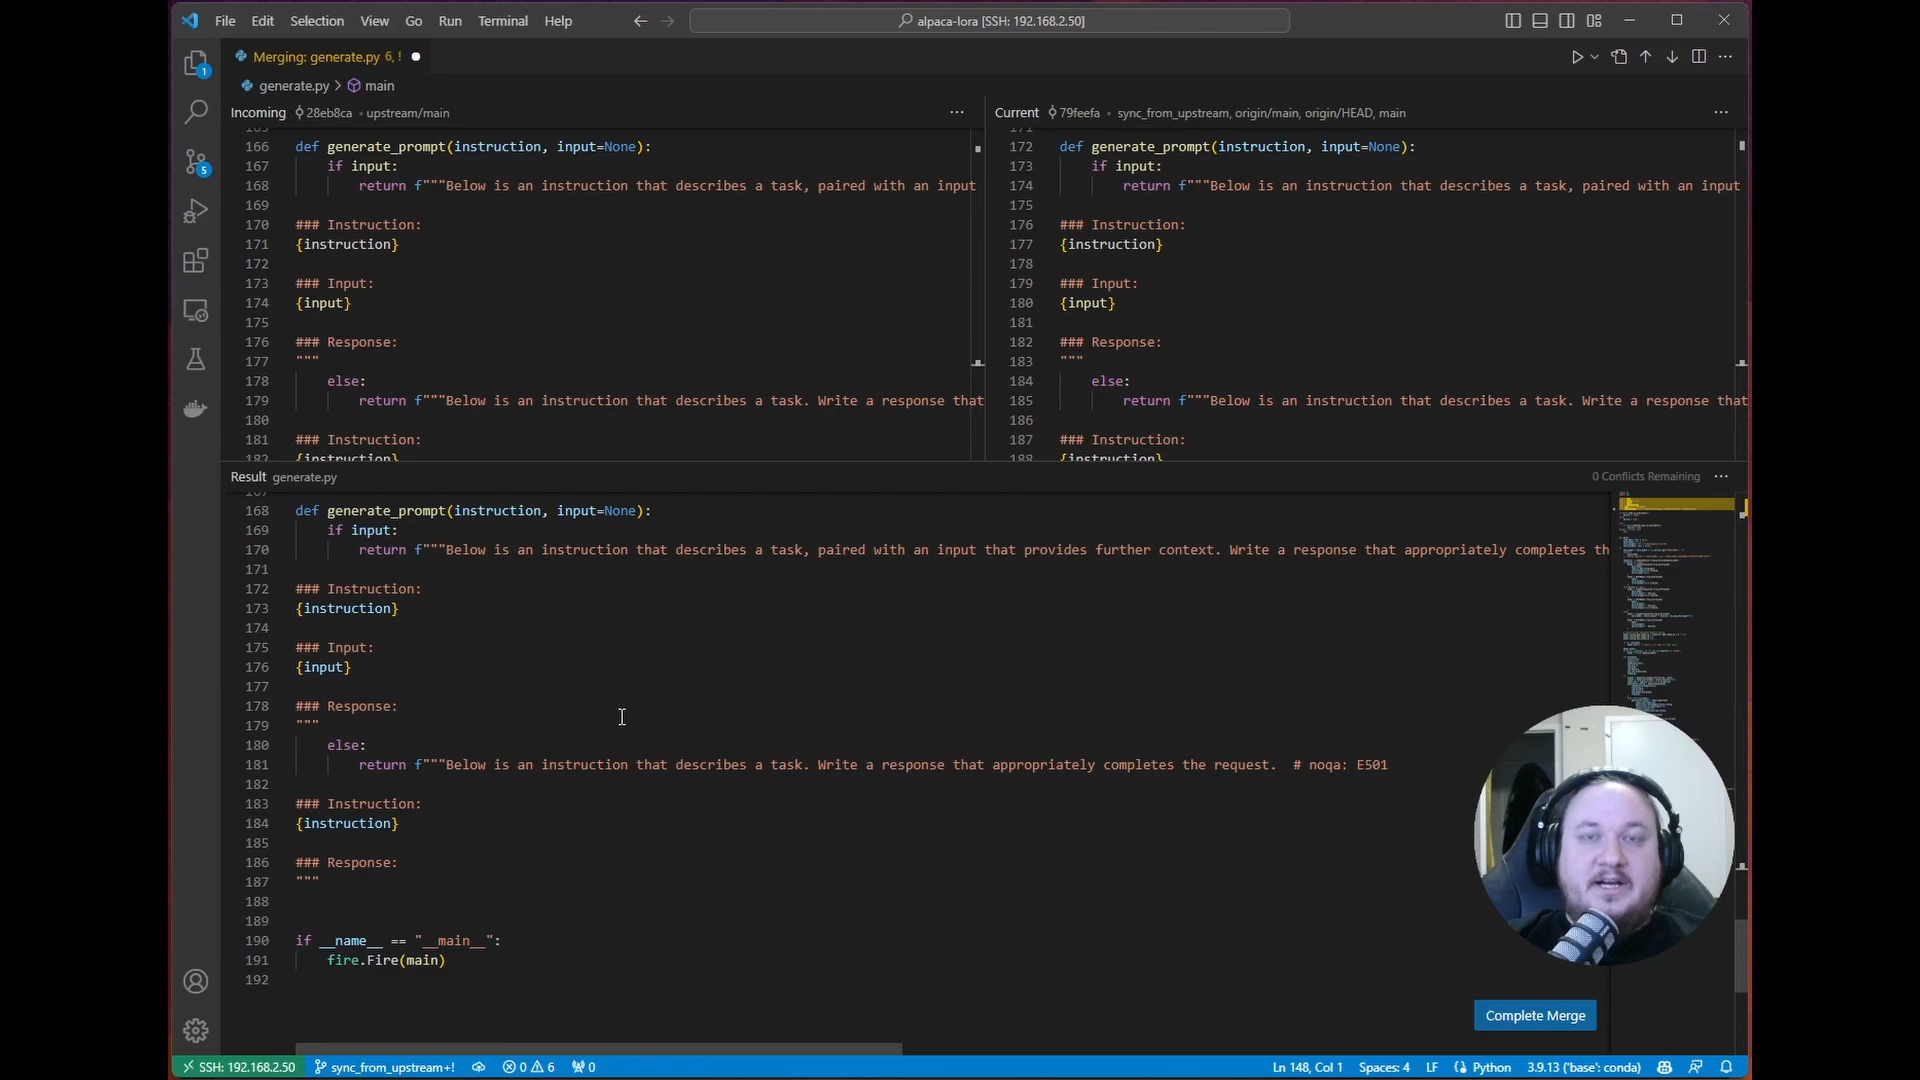 File Edit Selection View Go Run Terminal Help
alpaca-lora [SSH: 192.168.2.50]
Merging: generate.py 6, !
generate.py > main
Incoming 28eb8ca • upstream/main
166 def generate_prompt(instruction, input=None):
167 if input:
168 return f"""Below is an instruction that describes a task, paired with an input
169
170 ### Instruction:
171 {instruction}
172
173 ### Input:
174 {input}
175
176 ### Response:
177 """
178 else:
179 return f"""Below is an instruction that describes a task. Write a response that
180
181 ### Instruction:
182 {instruction}
Current 79feefa • sync_from_upstream, origin/main, origin/HEAD, main
171
172 def generate_prompt(instruction, input=None):
173 if input:
174 return f"""Below is an instruction that describes a task, paired with an input
175
176 ### Instruction:
177 {instruction}
178
179 ### Input:
180 {input}
181
182 ### Response:
183 """
184 else:
185 return f"""Below is an instruction that describes a task. Write a response that
186
187 ### Instruction:
188 {instruction}
Result generate.py
0 Conflicts Remaining
167
168 def generate_prompt(instruction, input=None):
169 if input:
170 return f"""Below is an instruction that describes a task, paired with an input that provides further context. Write a response that appropriately completes th
171
172 ### Instruction:
173 {instruction}
174
175 ### Input:
176 {input}
177
178 ### Response:
179 """
180 else:
181 return f"""Below is an instruction that describes a task. Write a response that appropriately completes the request.  # noqa: E501
182
183 ### Instruction:
184 {instruction}
185
186 ### Response:
187 """
188
189
190 if __name__ == "__main__":
191 fire.Fire(main)
192
Complete Merge
1
5
SSH: 192.168.2.50 sync_from_upstream+! 0 6 0
Ln 148, Col 1 Spaces: 4 LF Python 3.9.13 ('base': conda)